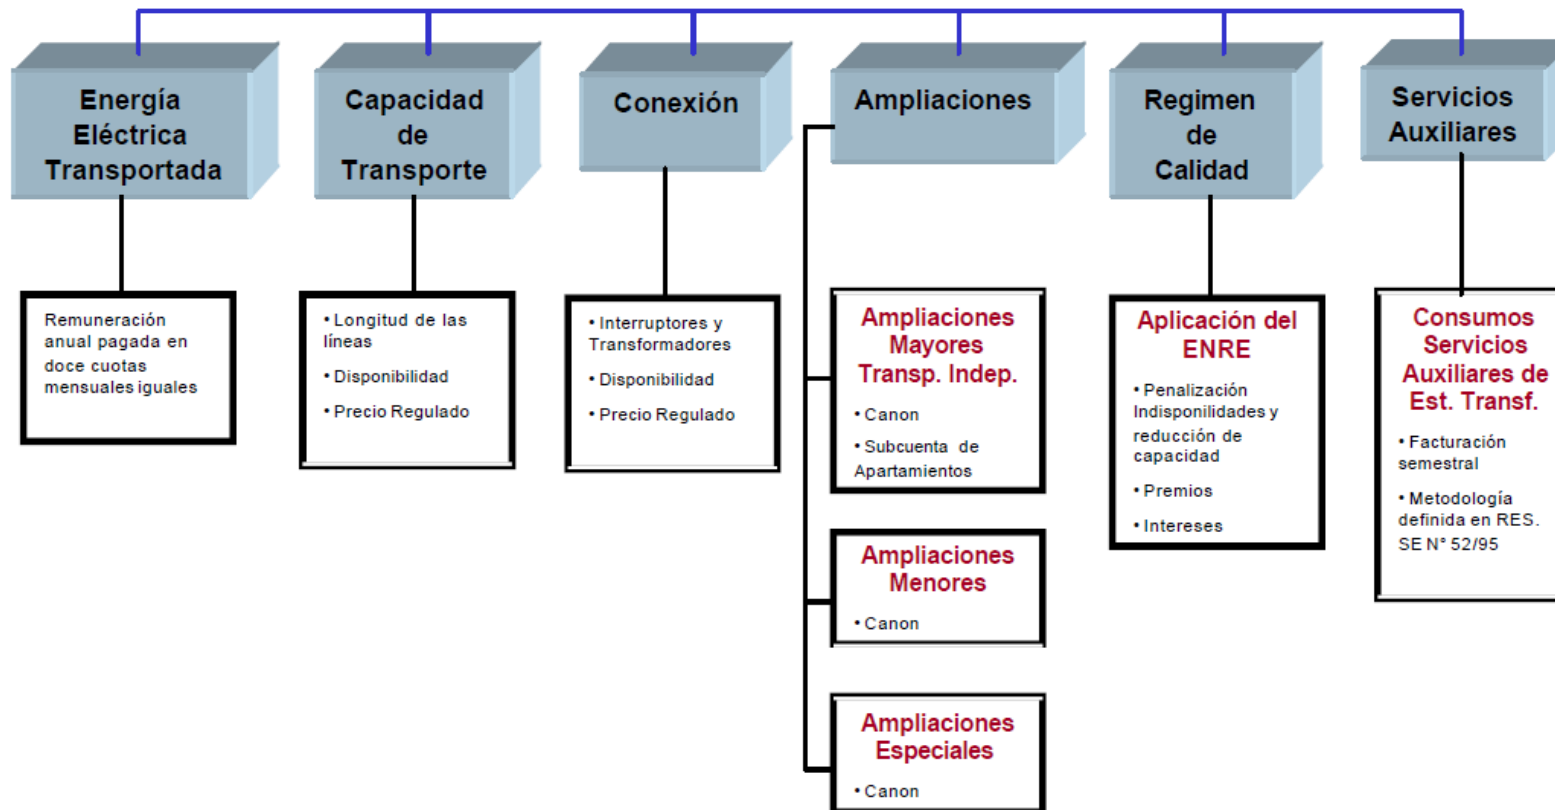 Energía
Eléctrica
Transportada
Capacidad
de
Transporte
Conexión
Ampliaciones
Regimen
de
Calidad
Servicios
Auxiliares
Remuneración
anual pagada en
doce cuotas
mensuales iguales
• Longitud de las
líneas
• Disponibilidad
• Precio Regulado
• Interruptores y
Transformadores
• Disponibilidad
• Precio Regulado
Ampliaciones
Mayores
Transp. Indep.
• Canon
• Subcuenta de
Apartamientos
Ampliaciones
Menores
• Canon
Ampliaciones
Especiales
• Canon
Aplicación del
ENRE
• Penalización
Indisponilidades y
reducción de
capacidad
• Premios
• Intereses
Consumos
Servicios
Auxiliares de
Est. Transf.
• Facturación
semestral
• Metodología
definida en RES.
SE N° 52/95